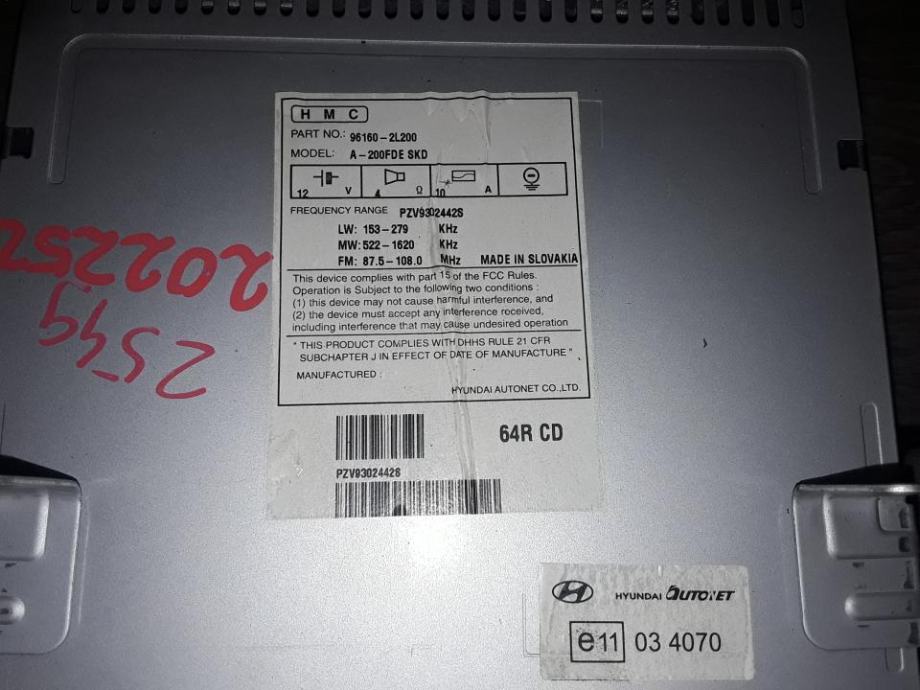 HMC
PART NO.: 96160-2L200
MODEL: A-200FDE SKD
12 V 4 Ω 10 A
FREQUENCY RANGE PZV93024428
LW: 153-279 KHz
MW: 522-1620 KHz
FM: 87.5-108.0 MHz MADE IN SLOVAKIA
This device complies with part 15 of the FCC Rules.
Operation is Subject to the following two conditions :
(1) this device may not cause harmful interference, and
(2) the device must accept any interference received,
including interference that may cause undesired operation
" THIS PRODUCT COMPLIES WITH DHHS RULE 21 CFR
SUBCHAPTER J IN EFFECT OF DATE OF MANUFACTURE "
MANUFACTURED :
HYUNDAI AUTONET CO.,LTD.
64R CD
PZV93024428
HYUNDAI AUTONET
e11 03 4070